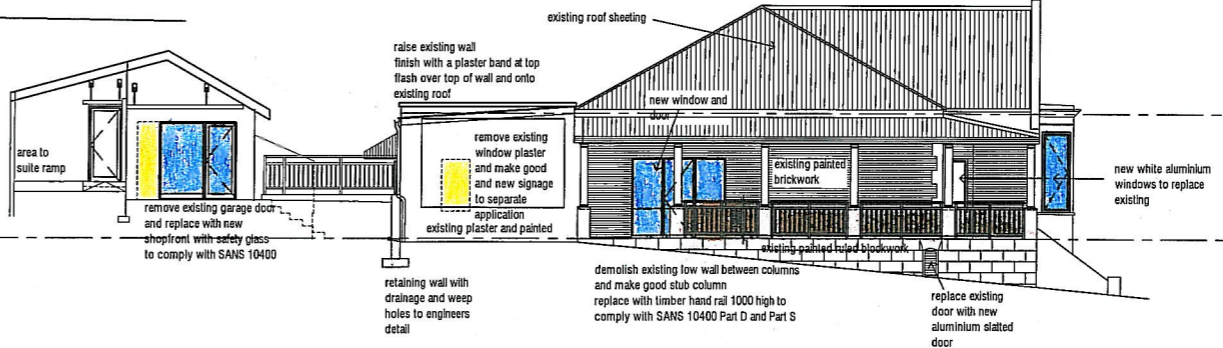 existing roof sheeting
raise existing wall
finish with a plaster band at top
flash over top of wall and onto
existing roof
new window and
door
area to
suite ramp
remove existing
window plaster
and make good
and new signage
to separate
application
existing plaster and painted
existing painted
brickwork
new white aluminium
windows to replace
existing
remove existing garage door
and replace with new
shopfront with safety glass
to comply with SANS 10400
existing painted ruled blockwork
retaining wall with
drainage and weep
holes to engineers
detail
demolish existing low wall between columns
and make good stub column
replace with timber hand rail 1000 high to
comply with SANS 10400 Part D and Part S
replace existing
door with new
aluminium slatted
door